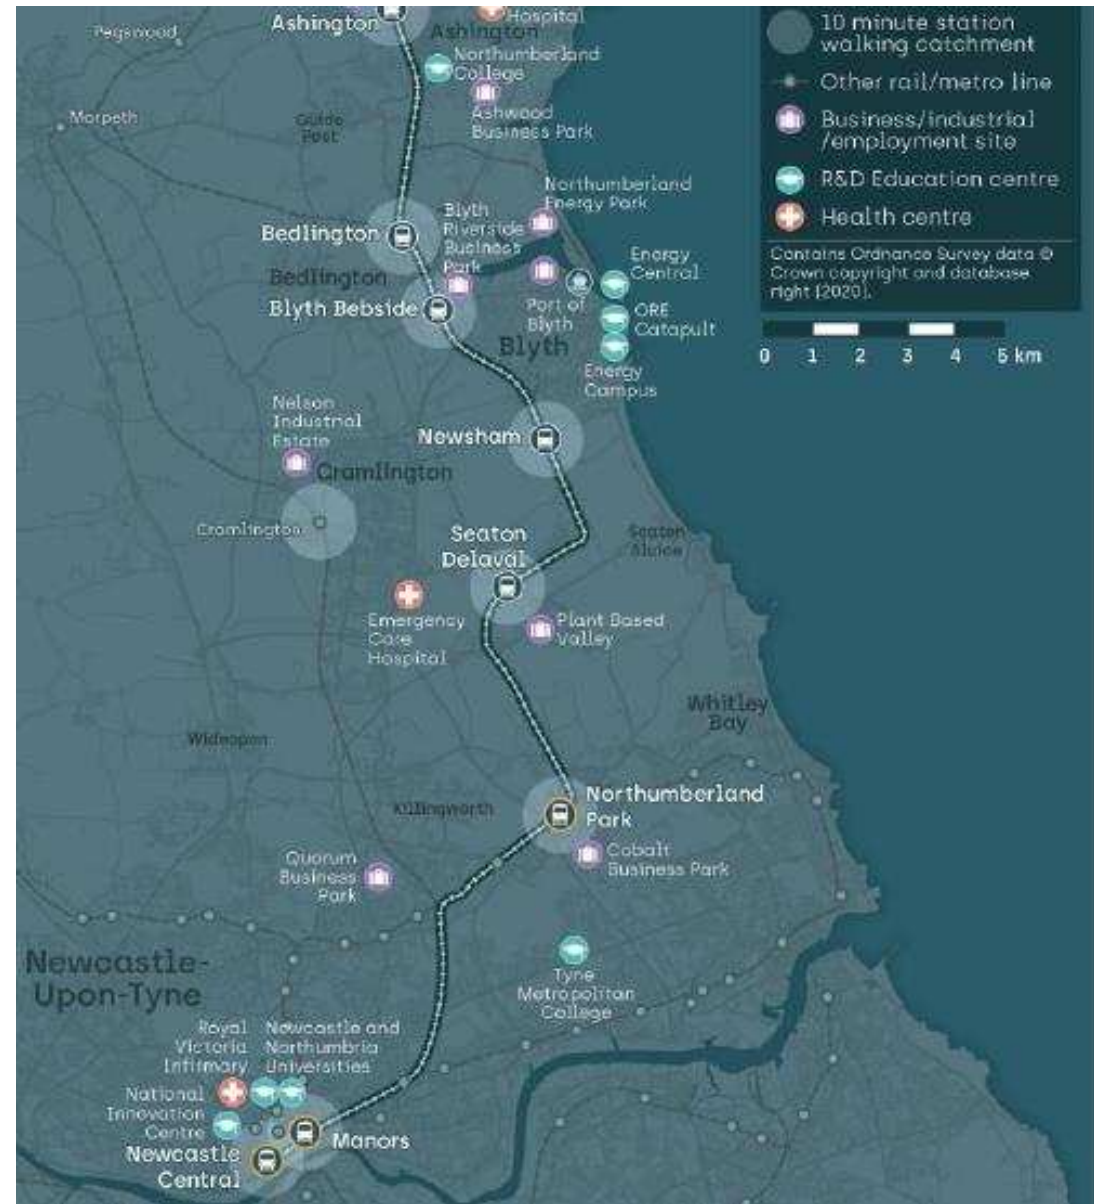 Ashington
Hospital
Ashington
Pegswood
Northumberland
College
Ashwood
Business Park
Morpeth
Guide
Post
10 minute station
walking catchment
Other rail/metro line
Business/industrial
/employment site
R&D Education centre
Health centre
Contains Ordnance Survey data ©
Crown copyright and database
right [2020].
0 1 2 3 4 5 km
Northumberland
Energy Park
Bedlington
Blyth
Riverside
Business
Park
Bedlington
Energy
Central
Blyth Bebside
Port of
Blyth
ORE
Catapult
Blyth
Energy
Campus
Nelson
Industrial
Estate
Newsham
Cramlington
Cramlington
Seaton
Delaval
Seaton
Sluice
Emergency
Care
Hospital
Plant Based
Valley
Whitley
Bay
Wideopen
Northumberland
Park
Killingworth
Cobalt
Business Park
Quorum
Business
Park
Newcastle-
Upon-Tyne
Tyne
Metropolitan
College
Royal
Victoria
Infirmary
Newcastle and
Northumbria
Universities
National
Innovation
Centre
Manors
Newcastle
Central